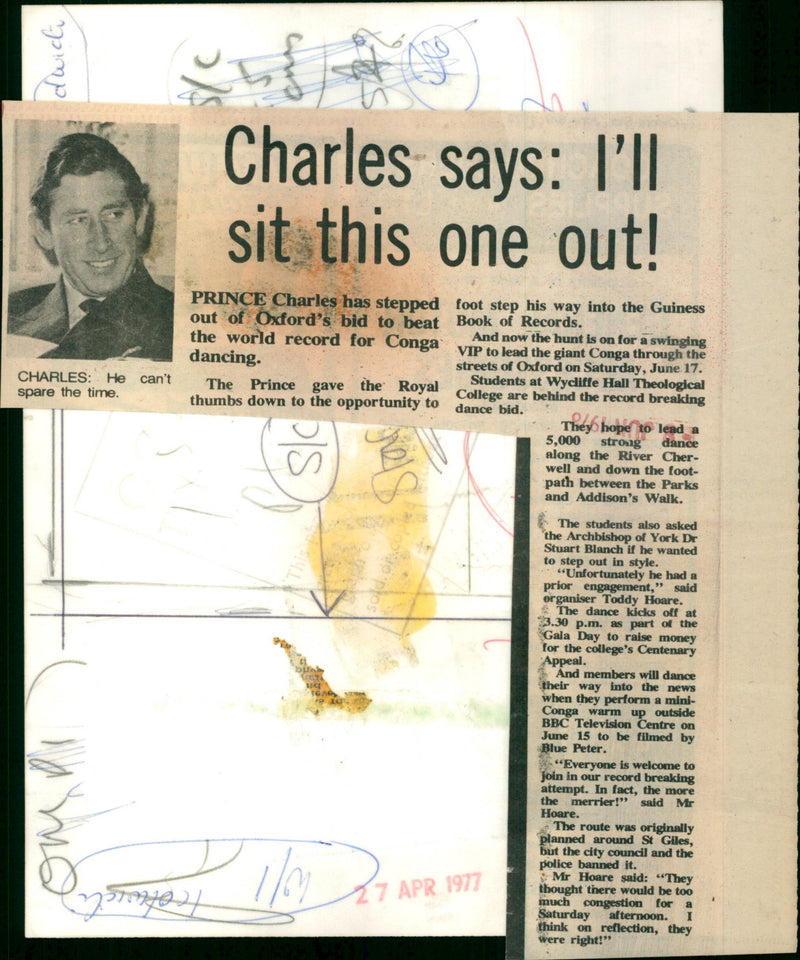 Charles says: I'll
sit this one out!
CHARLES: He can't
spare the time.
PRINCE Charles has stepped
out of Oxford's bid to beat
the world record for Conga
dancing.
The Prince gave the Royal
thumbs down to the opportunity to
foot step his way into the Guiness
Book of Records.
And now the hunt is on for a swinging
VIP to lead the giant Conga through the
streets of Oxford on Saturday, June 17.
Students at Wycliffe Hall Theological
College are behind the record breaking
dance bid.
They hope to lead a
5,000 strong dance
along the River Cher-
well and down the foot-
path between the Parks
and Addison's Walk.
The students also asked
the Archbishop of York Dr
Stuart Blanch if he wanted
to step out in style.
"Unfortunately he had a
prior engagement," said
organiser Toddy Hoare.
The dance kicks off at
3.30 p.m. as part of the
Gala Day to raise money
for the college's Centenary
Appeal.
And members will dance
their way into the news
when they perform a mini-
Conga warm up outside
BBC Television Centre on
June 15 to be filmed by
Blue Peter.
"Everyone is welcome to
join in our record breaking
attempt. In fact, the more
the merrier!" said Mr
Hoare.
The route was originally
planned around St Giles,
but the city council and the
police banned it.
Mr Hoare said: "They
thought there would be too
much congestion for a
Saturday afternoon. I
think on reflection, they
were right!"
S/C
S/C
27 APR 1977